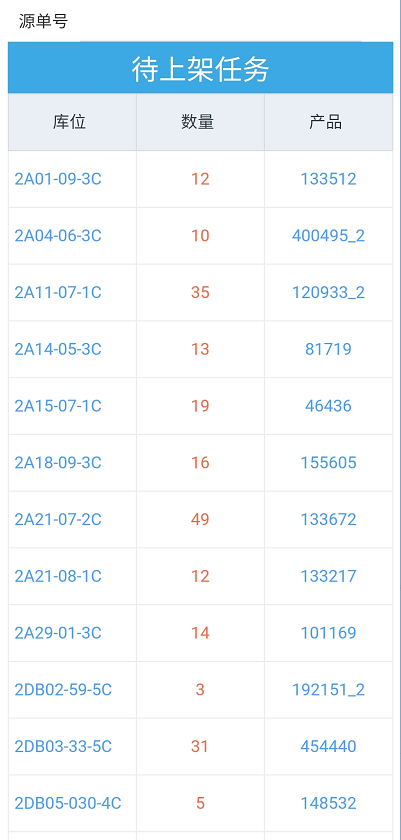 源单号
待上架任务
库位 数量 产品
2A01-09-3C 12 133512
2A04-06-3C 10 400495_2
2A11-07-1C 35 120933_2
2A14-05-3C 13 81719
2A15-07-1C 19 46436
2A18-09-3C 16 155605
2A21-07-2C 49 133672
2A21-08-1C 12 133217
2A29-01-3C 14 101169
2DB02-59-5C 3 192151_2
2DB03-33-5C 31 454440
2DB05-030-4C 5 148532